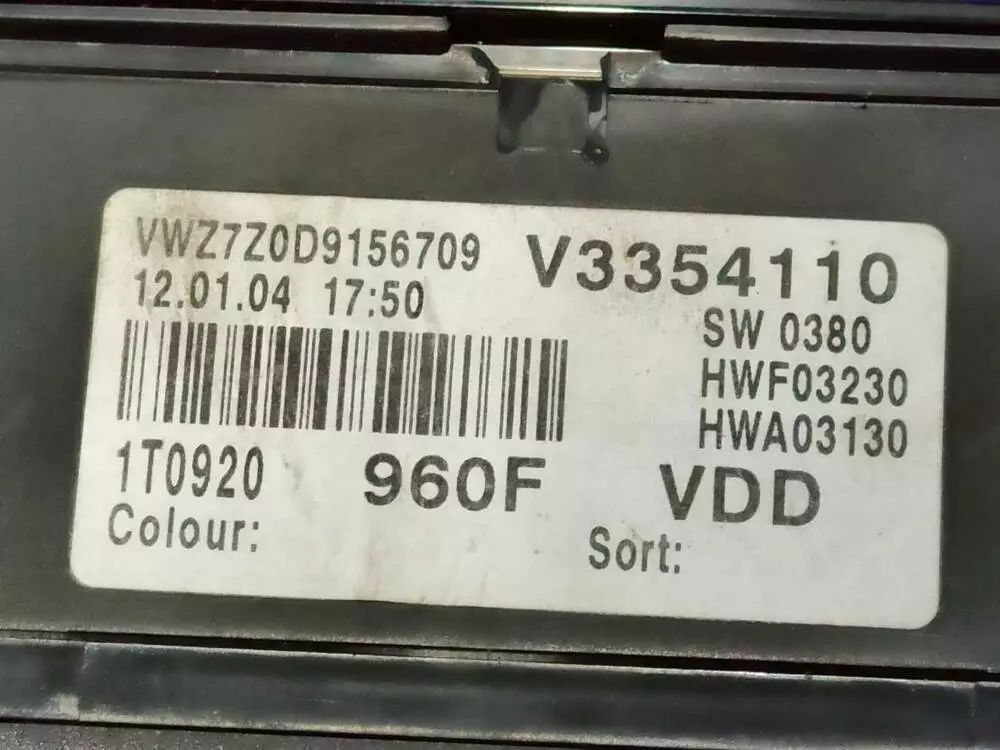 VWZ7Z0D9156709
V3354110
12.01.04 17:50
SW 0380
HWF03230
HWA03130
1T0920 960F VDD
Colour: Sort: